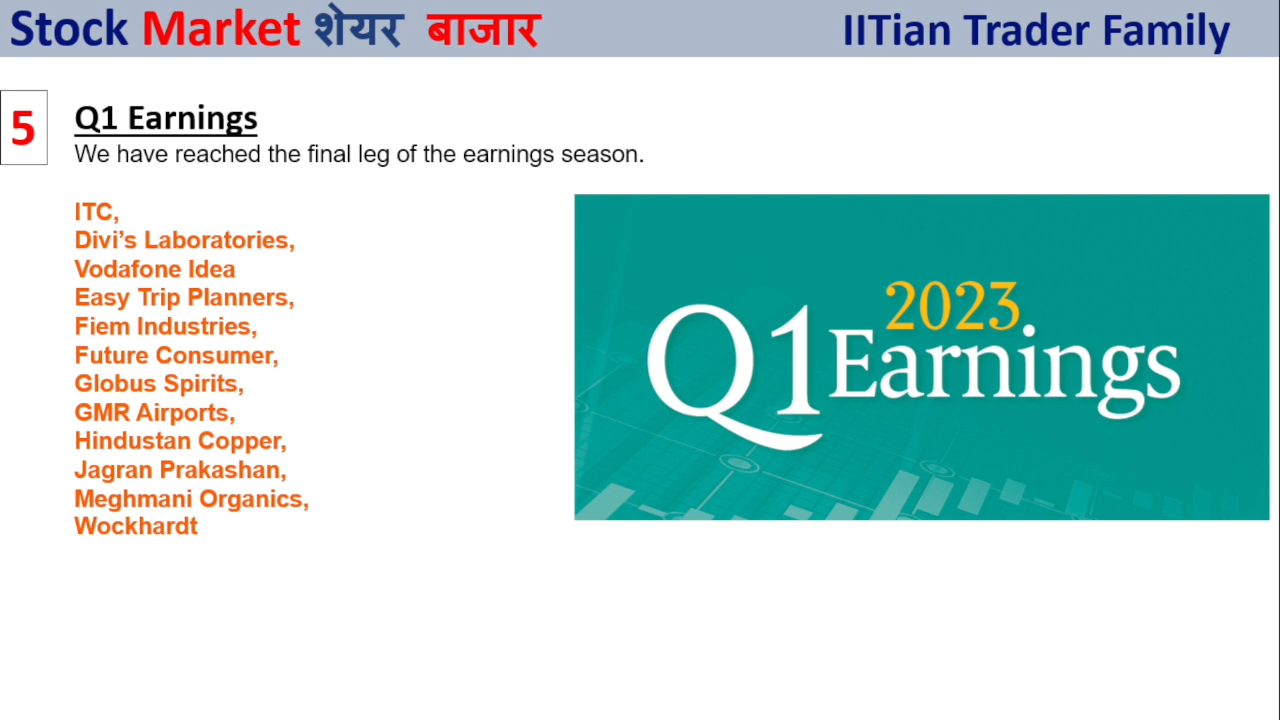 Stock Market शेयर बाजार
IITian Trader Family
5
Q1 Earnings
We have reached the final leg of the earnings season.
ITC,
Divi’s Laboratories,
Vodafone Idea
Easy Trip Planners,
Fiem Industries,
Future Consumer,
Globus Spirits,
GMR Airports,
Hindustan Copper,
Jagran Prakashan,
Meghmani Organics,
Wockhardt
2023
Q1 Earnings